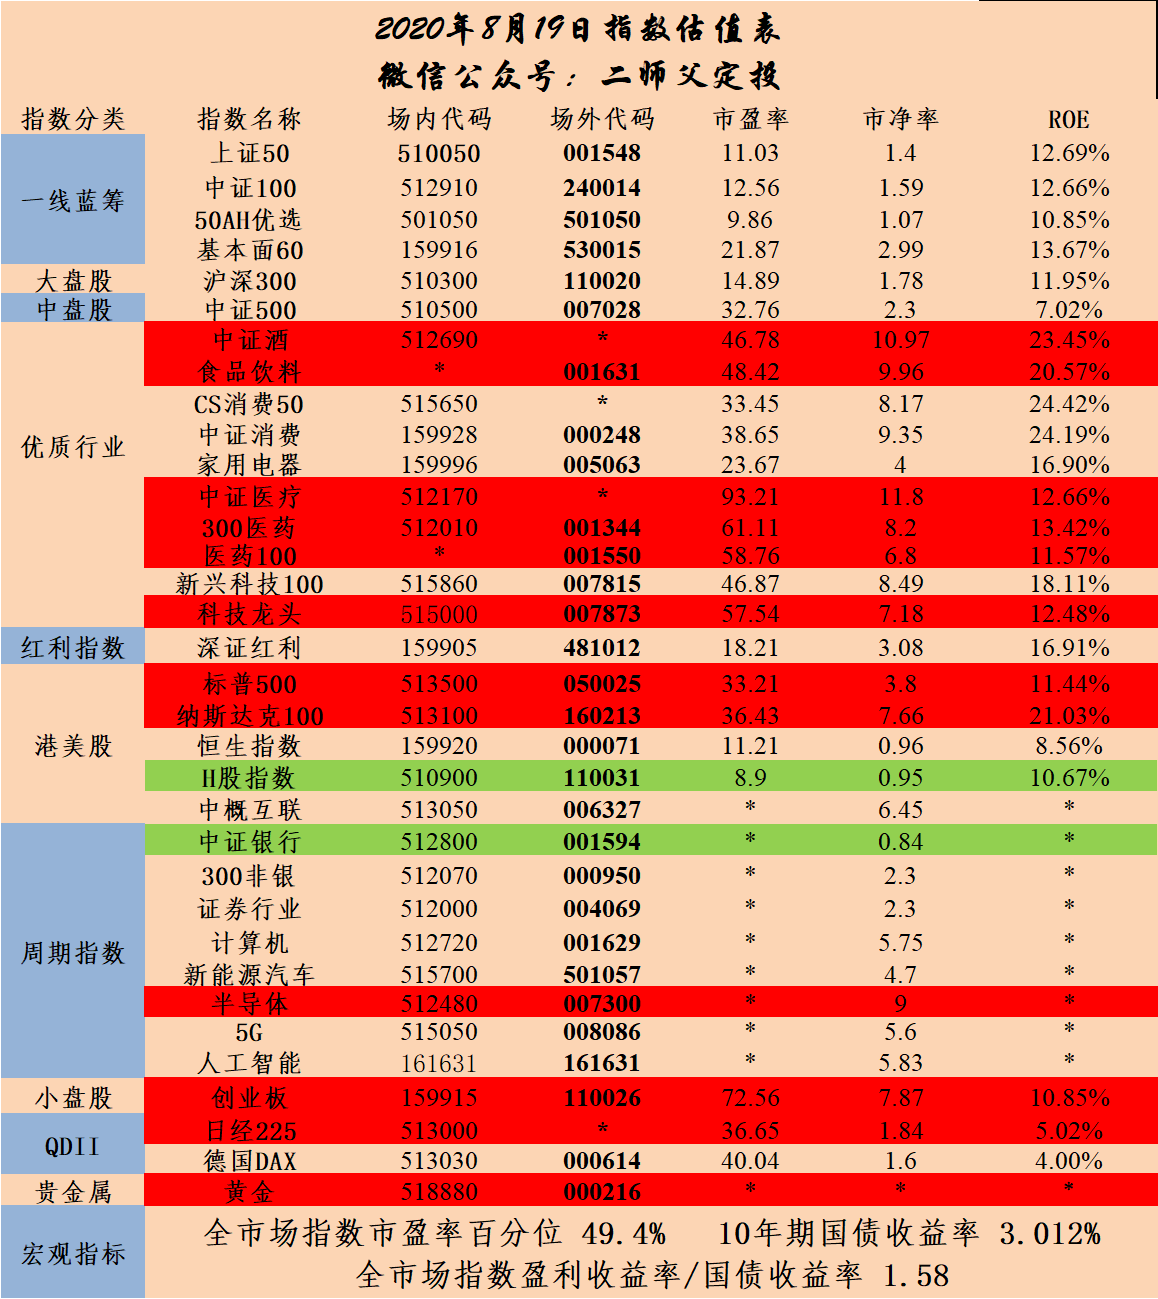 2020年8月19日指数估值表
微信公众号：二师父定投
指数分类 指数名称 场内代码 场外代码 市盈率 市净率 ROE
一线蓝筹
上证50 510050 001548 11.03 1.4 12.69%
中证100 512910 240014 12.56 1.59 12.66%
50AH优选 501050 501050 9.86 1.07 10.85%
基本面60 159916 530015 21.87 2.99 13.67%
大盘股 沪深300 510300 110020 14.89 1.78 11.95%
中盘股 中证500 510500 007028 32.76 2.3 7.02%
优质行业
中证酒 512690 * 46.78 10.97 23.45%
食品饮料 * 001631 48.42 9.96 20.57%
CS消费50 515650 * 33.45 8.17 24.42%
中证消费 159928 000248 38.65 9.35 24.19%
家用电器 159996 005063 23.67 4 16.90%
中证医疗 512170 * 93.21 11.8 12.66%
300医药 512010 001344 61.11 8.2 13.42%
医药100 * 001550 58.76 6.8 11.57%
新兴科技100 515860 007815 46.87 8.49 18.11%
科技龙头 515000 007873 57.54 7.18 12.48%
红利指数 深证红利 159905 481012 18.21 3.08 16.91%
港美股
标普500 513500 050025 33.21 3.8 11.44%
纳斯达克100 513100 160213 36.43 7.66 21.03%
恒生指数 159920 000071 11.21 0.96 8.56%
H股指数 510900 110031 8.9 0.95 10.67%
中概互联 513050 006327 * 6.45 *
周期指数
中证银行 512800 001594 * 0.84 *
300非银 512070 000950 * 2.3 *
证券行业 512000 004069 * 2.3 *
计算机 512720 001629 * 5.75 *
新能源汽车 515700 501057 * 4.7 *
半导体 512480 007300 * 9 *
5G 515050 008086 * 5.6 *
人工智能 161631 161631 * 5.83 *
小盘股 创业板 159915 110026 72.56 7.87 10.85%
QDII
日经225 513000 * 36.65 1.84 5.02%
德国DAX 513030 000614 40.04 1.6 4.00%
贵金属 黄金 518880 000216 * * *
宏观指标
全市场指数市盈率百分位 49.4% 10年期国债收益率 3.012%
全市场指数盈利收益率/国债收益率 1.58